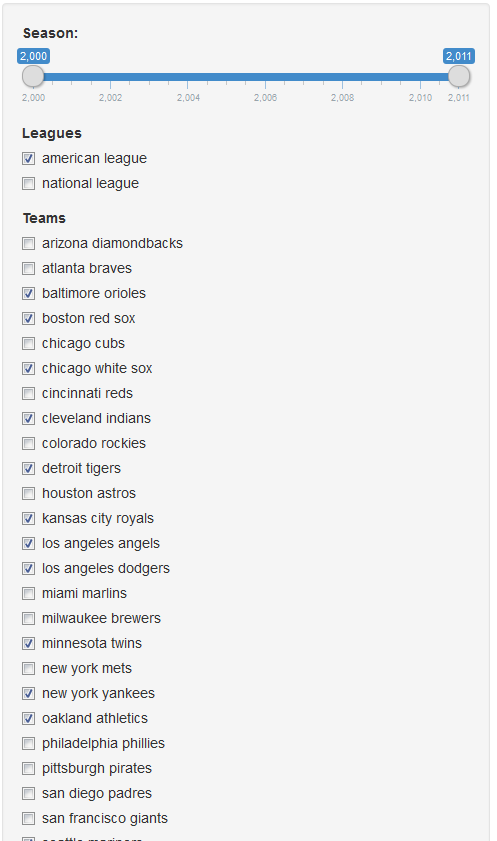 Season:
2,000 2,011
2,000 2,002 2,004 2,006 2,008 2,010 2,011
Leagues
american league
national league
Teams
arizona diamondbacks
atlanta braves
baltimore orioles
boston red sox
chicago cubs
chicago white sox
cincinnati reds
cleveland indians
colorado rockies
detroit tigers
houston astros
kansas city royals
los angeles angels
los angeles dodgers
miami marlins
milwaukee brewers
minnesota twins
new york mets
new york yankees
oakland athletics
philadelphia phillies
pittsburgh pirates
san diego padres
san francisco giants
seattle mariners